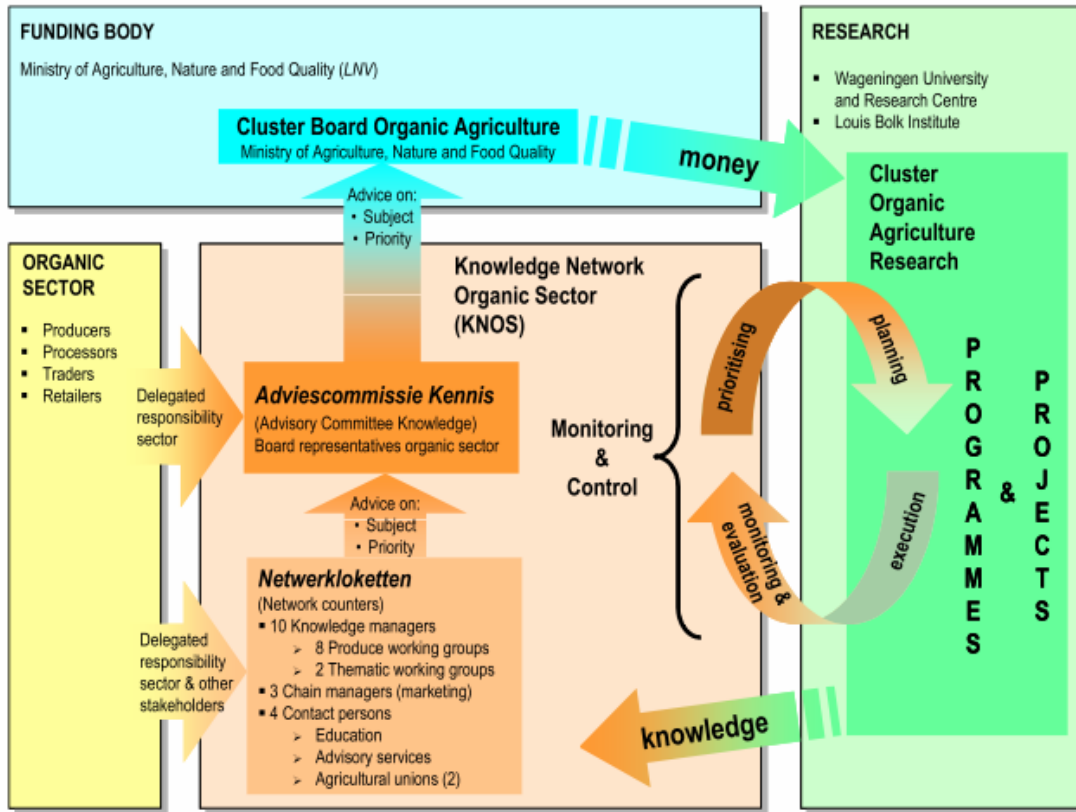 FUNDING BODY
Ministry of Agriculture, Nature and Food Quality (LNV)
Cluster Board Organic Agriculture
Ministry of Agriculture, Nature and Food Quality
money
RESEARCH
▪ Wageningen University
and Research Centre
▪ Louis Bolk Institute
Cluster
Organic
Agriculture
Research
PROGRAMMES
&
PROJECTS
Advice on:
• Subject
• Priority
ORGANIC
SECTOR
▪ Producers
▪ Processors
▪ Traders
▪ Retailers
Delegated
responsibility
sector
Delegated
responsibility
sector & other
stakeholders
Knowledge Network
Organic Sector
(KNOS)
Adviescommissie Kennis
(Advisory Committee Knowledge)
Board representatives organic sector
Advice on:
• Subject
• Priority
Netwerkloketten
(Network counters)
▪ 10 Knowledge managers
➢ 8 Produce working groups
➢ 2 Thematic working groups
▪ 3 Chain managers (marketing)
▪ 4 Contact persons
➢ Education
➢ Advisory services
➢ Agricultural unions (2)
Monitoring
&
Control
prioritising
planning
execution
monitoring &
evaluation
knowledge